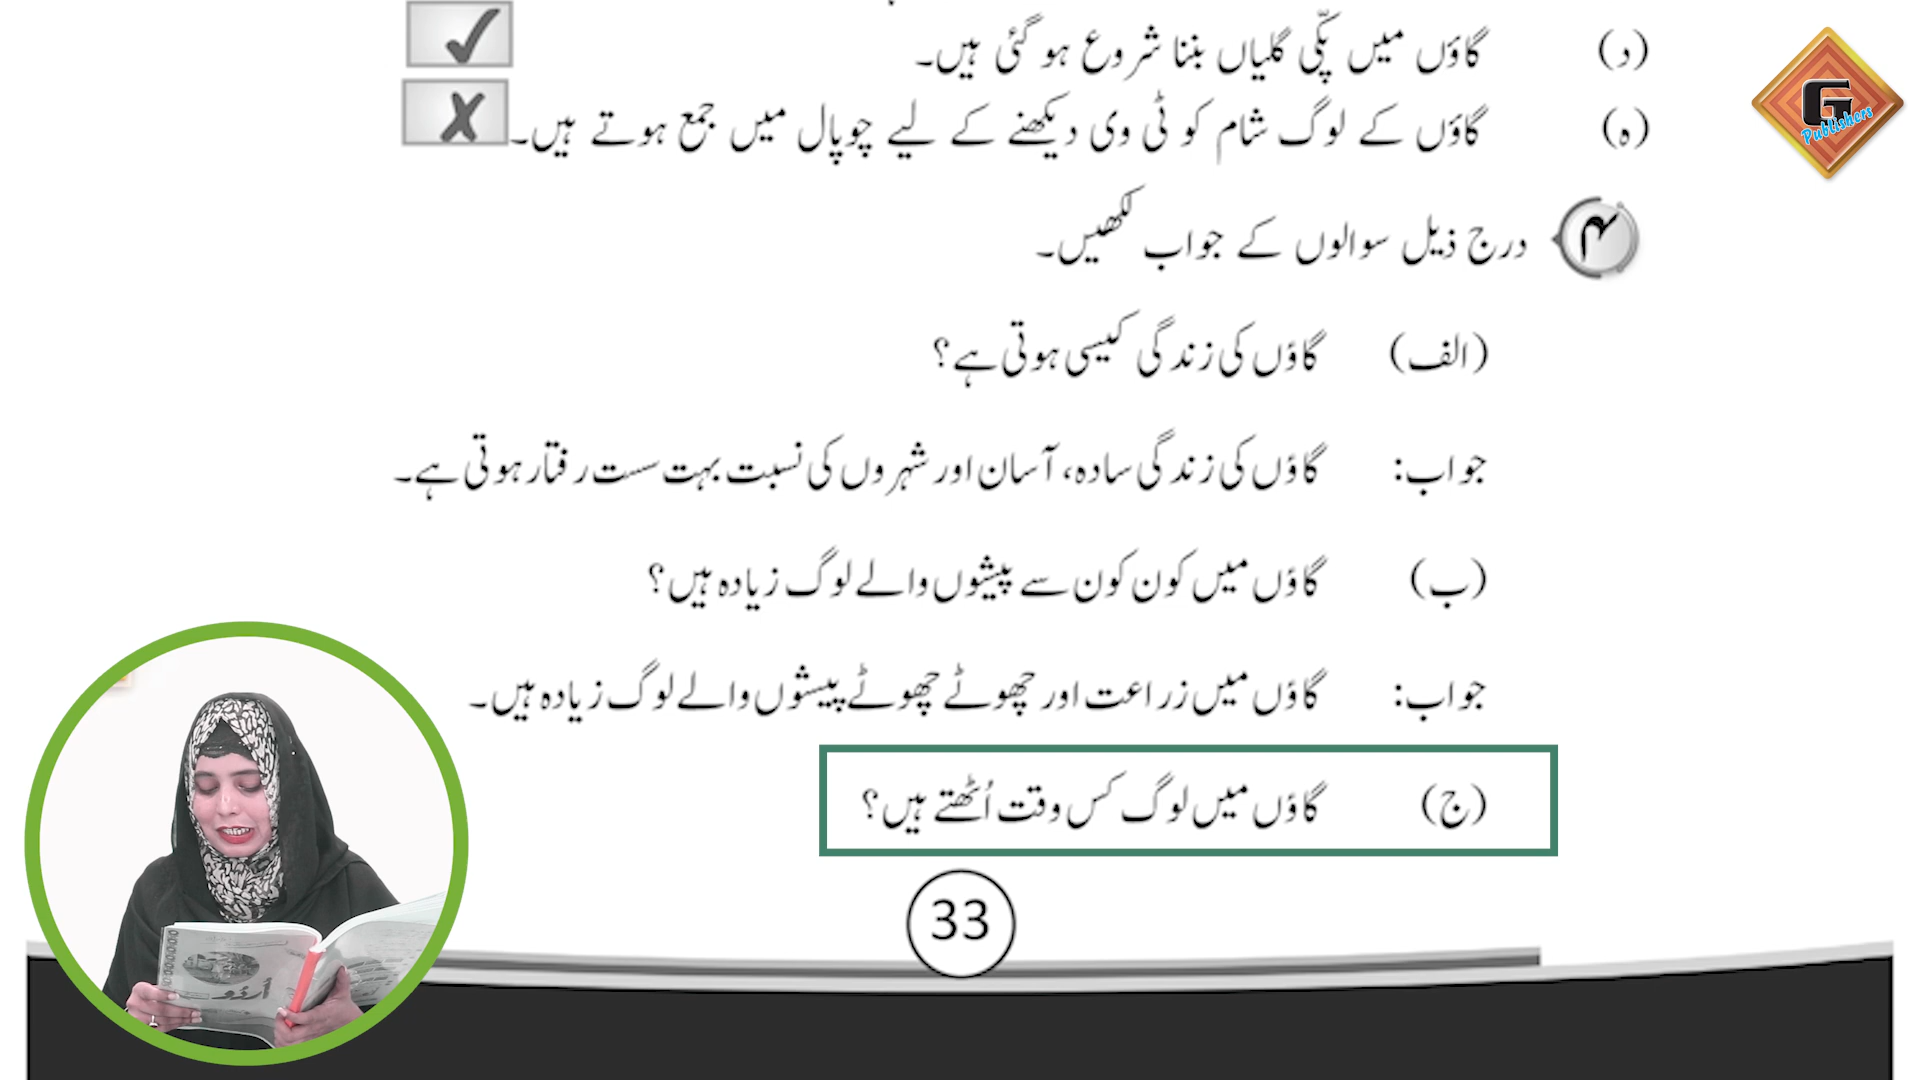 (د) گاؤں میں پکّی گلیاں بننا شروع ہو گئی ہیں۔
(ہ) گاؤں کے لوگ شام کو ٹی وی دیکھنے کے لیے چوپال میں جمع ہوتے ہیں۔
G
Publishers
۴ درج ذیل سوالوں کے جواب لکھیں۔
(الف) گاؤں کی زندگی کیسی ہوتی ہے؟
جواب: گاؤں کی زندگی سادہ، آسان اور شہروں کی نسبت بہت سست رفتار ہوتی ہے۔
(ب) گاؤں میں کون کون سے پیشوں والے لوگ زیادہ ہیں؟
جواب: گاؤں میں زراعت اور چھوٹے چھوٹے پیشوں والے لوگ زیادہ ہیں۔
(ج) گاؤں میں لوگ کس وقت اُٹھتے ہیں؟
اُردُو
33